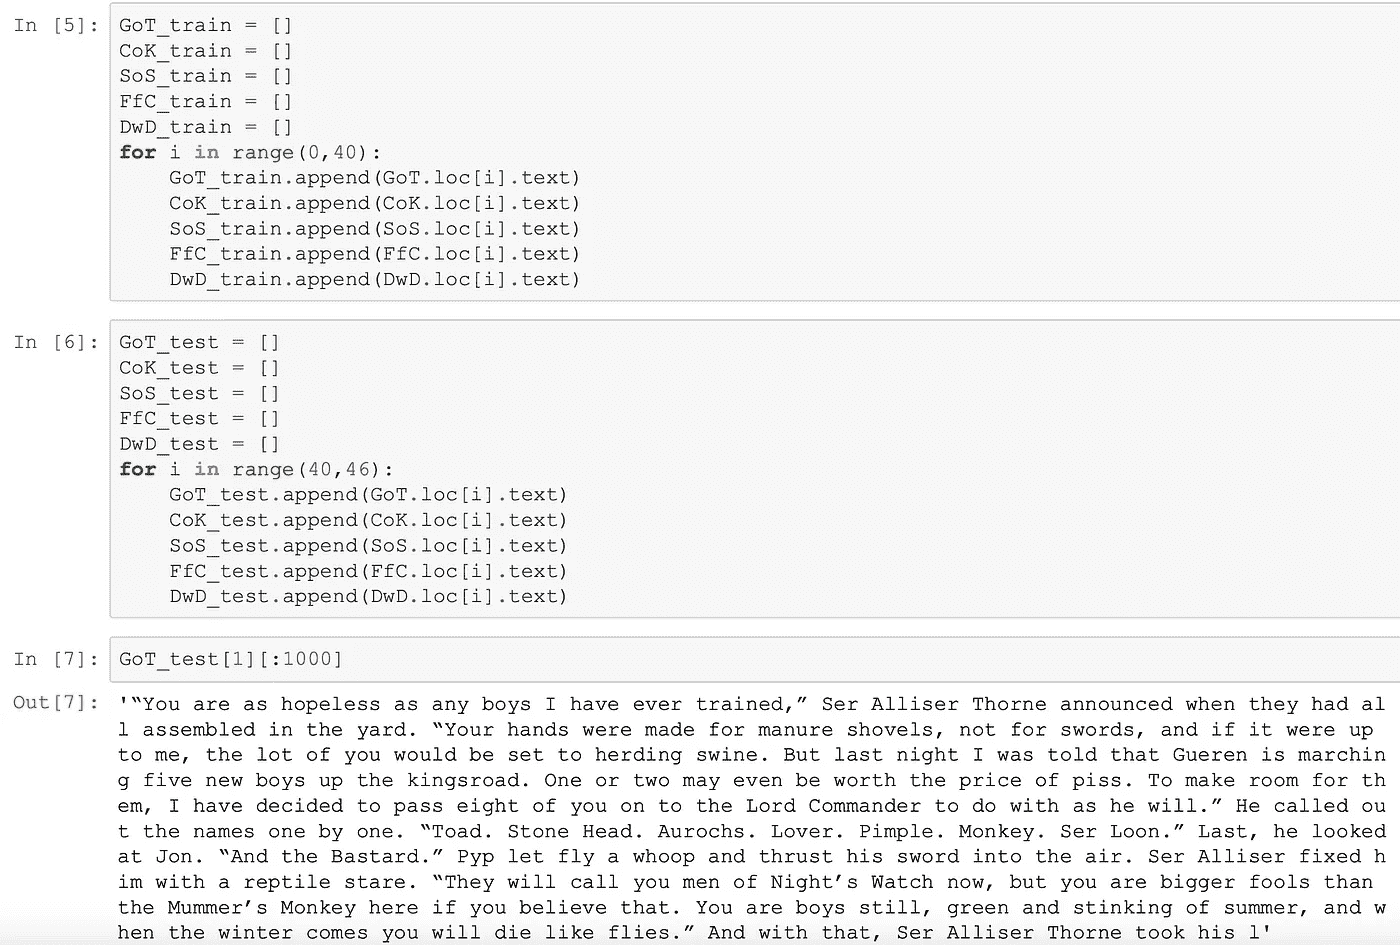 In [5]: GoT_train = []
CoK_train = []
SoS_train = []
FfC_train = []
DwD_train = []
for i in range(0,40):
    GoT_train.append(GoT.loc[i].text)
    CoK_train.append(CoK.loc[i].text)
    SoS_train.append(SoS.loc[i].text)
    FfC_train.append(FfC.loc[i].text)
    DwD_train.append(DwD.loc[i].text)
In [6]: GoT_test = []
CoK_test = []
SoS_test = []
FfC_test = []
DwD_test = []
for i in range(40,46):
    GoT_test.append(GoT.loc[i].text)
    CoK_test.append(CoK.loc[i].text)
    SoS_test.append(SoS.loc[i].text)
    FfC_test.append(FfC.loc[i].text)
    DwD_test.append(DwD.loc[i].text)
In [7]: GoT_test[1][:1000]
Out[7]: '“You are as hopeless as any boys I have ever trained,” Ser Alliser Thorne announced when they had al
l assembled in the yard. “Your hands were made for manure shovels, not for swords, and if it were up
to me, the lot of you would be set to herding swine. But last night I was told that Gueren is marchin
g five new boys up the kingsroad. One or two may even be worth the price of piss. To make room for th
em, I have decided to pass eight of you on to the Lord Commander to do with as he will.” He called ou
t the names one by one. “Toad. Stone Head. Aurochs. Lover. Pimple. Monkey. Ser Loon.” Last, he looked
at Jon. “And the Bastard.” Pyp let fly a whoop and thrust his sword into the air. Ser Alliser fixed h
im with a reptile stare. “They will call you men of Night’s Watch now, but you are bigger fools than
the Mummer’s Monkey here if you believe that. You are boys still, green and stinking of summer, and w
hen the winter comes you will die like flies.” And with that, Ser Alliser Thorne took his l'